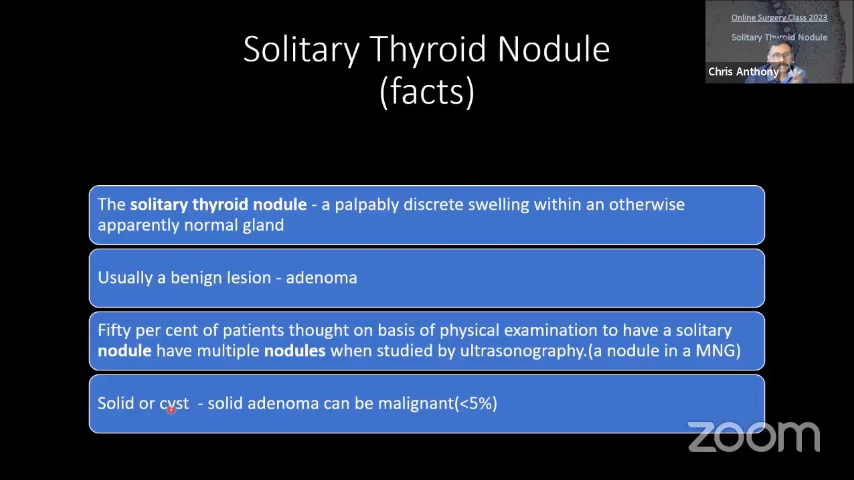 Solitary Thyroid Nodule
(facts)
Online Surgery Class 2023
Solitary Thyroid Nodule
Chris Anthony
The solitary thyroid nodule - a palpably discrete swelling within an otherwise
apparently normal gland
Usually a benign lesion - adenoma
Fifty per cent of patients thought on basis of physical examination to have a solitary
nodule have multiple nodules when studied by ultrasonography.(a nodule in a MNG)
Solid or cyst - solid adenoma can be malignant(<5%)
zoom